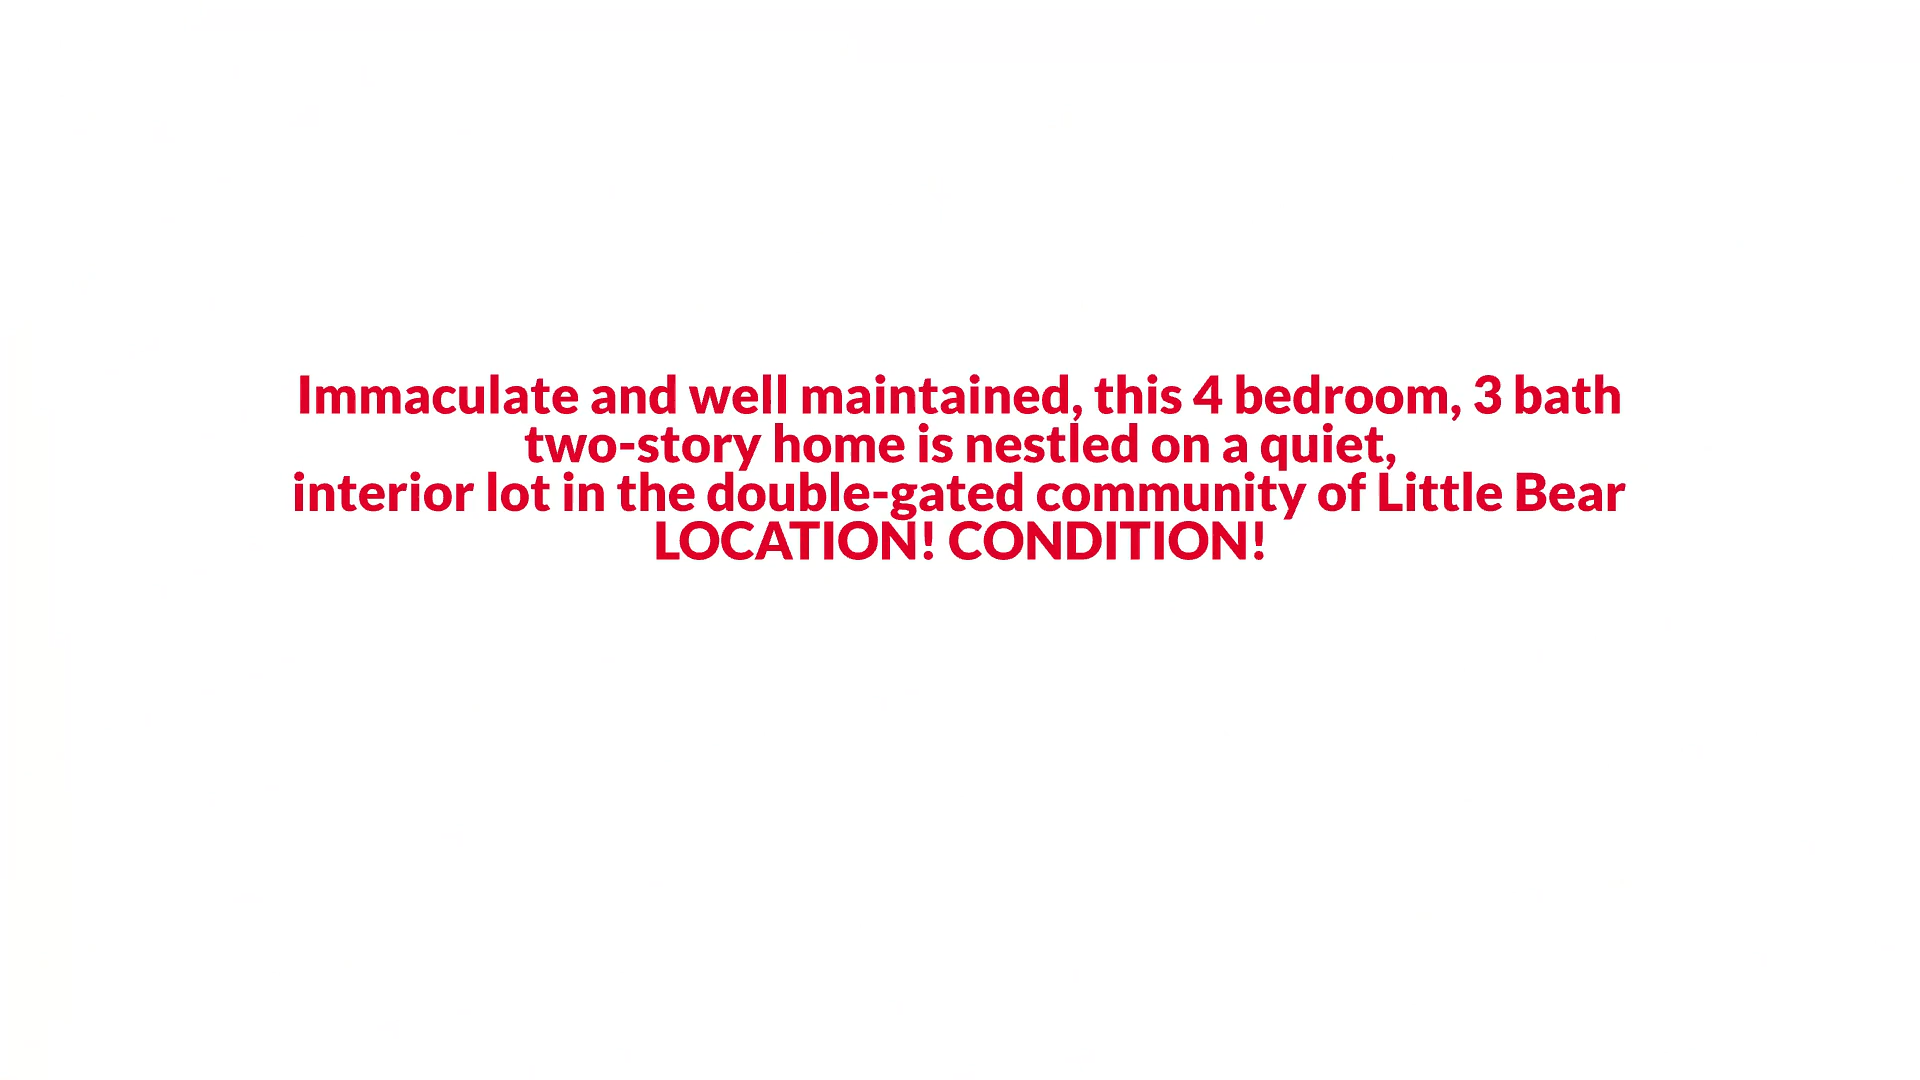 Immaculate and well maintained, this 4 bedroom, 3 bath
two-story home is nestled on a quiet,
interior lot in the double-gated community of Little Bear
LOCATION! CONDITION!